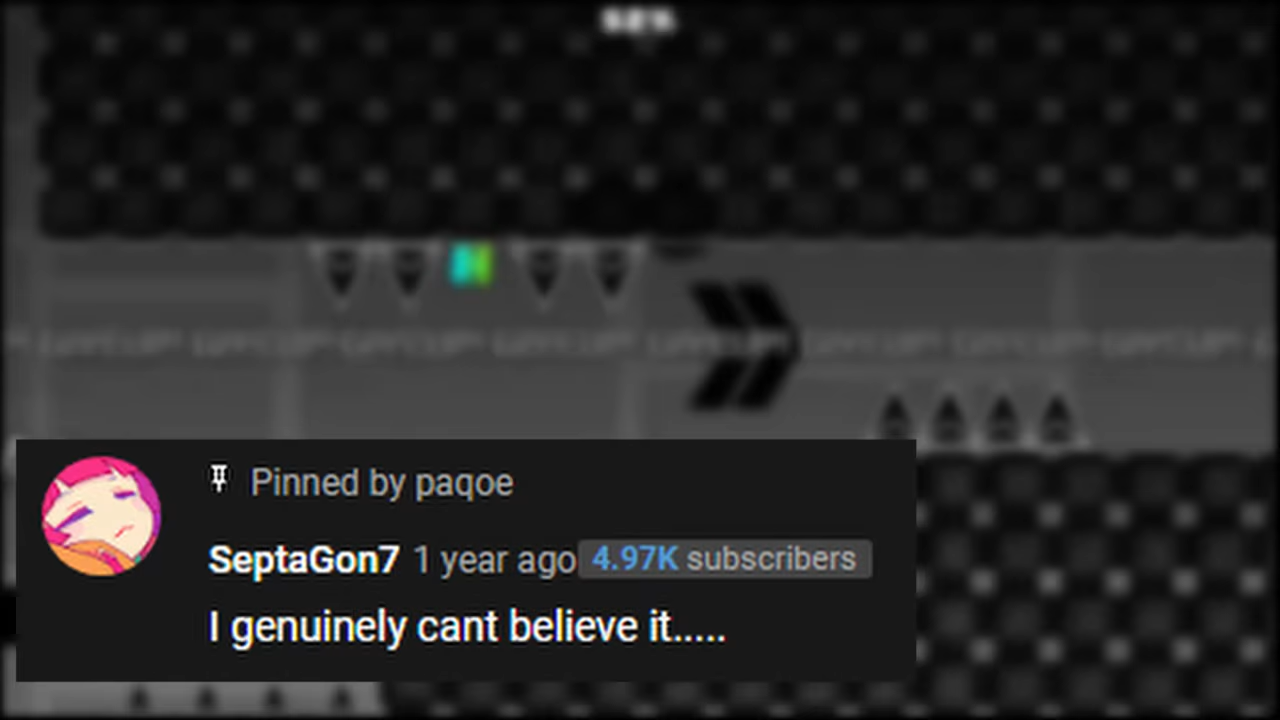 Pinned by paqoe
SeptaGon7 1 year ago 4.97K subscribers
I genuinely cant believe it.....